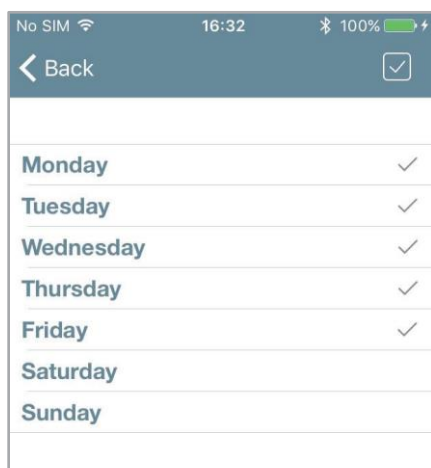 No SIM 16:32 100%
Back
Monday
Tuesday
Wednesday
Thursday
Friday
Saturday
Sunday